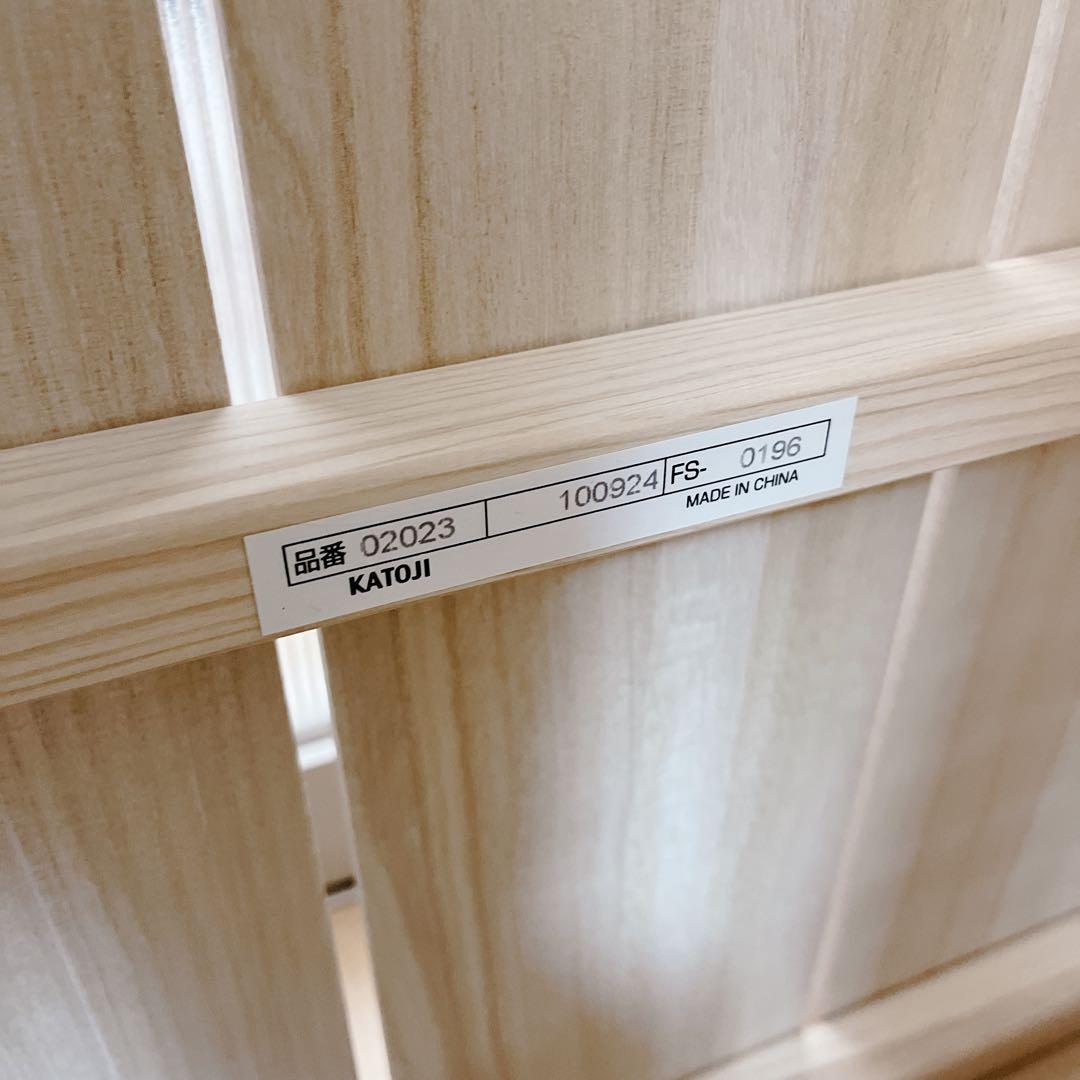 品番 02023 100924 FS- 0196
KATOJI MADE IN CHINA